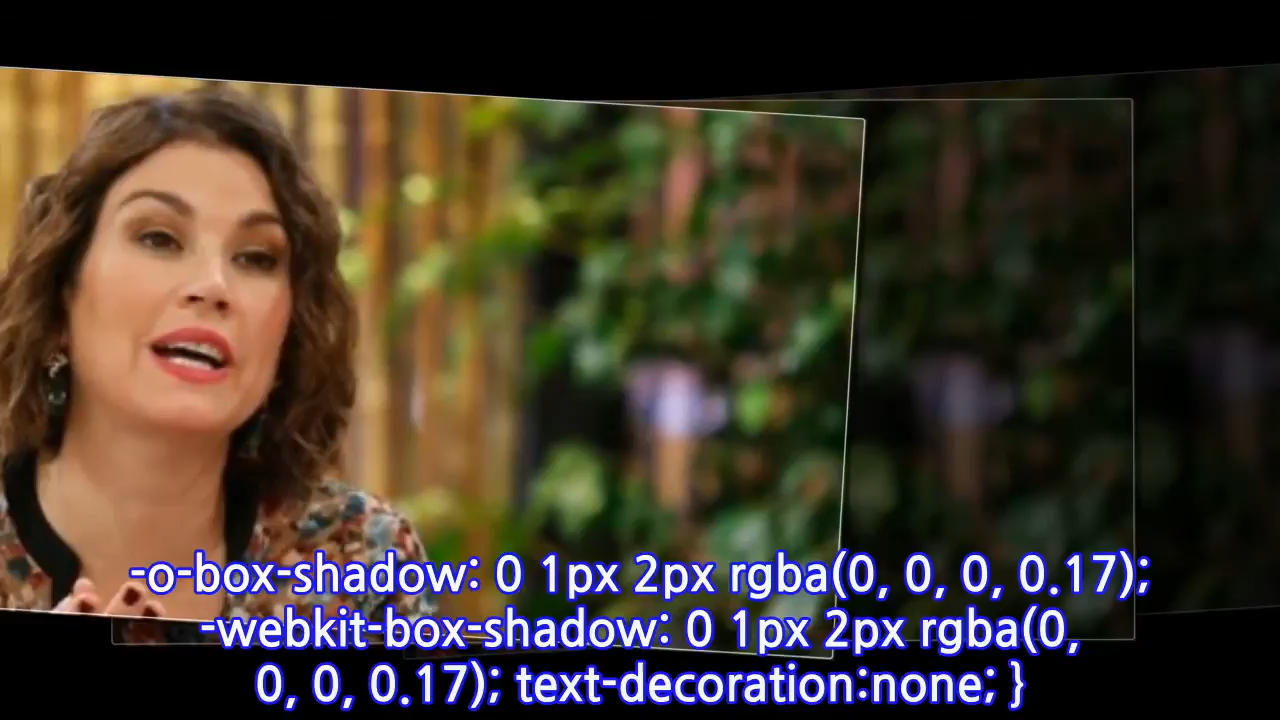 -o-box-shadow: 0 1px 2px rgba(0, 0, 0, 0.17);
-webkit-box-shadow: 0 1px 2px rgba(0,
0, 0, 0.17); text-decoration:none; }